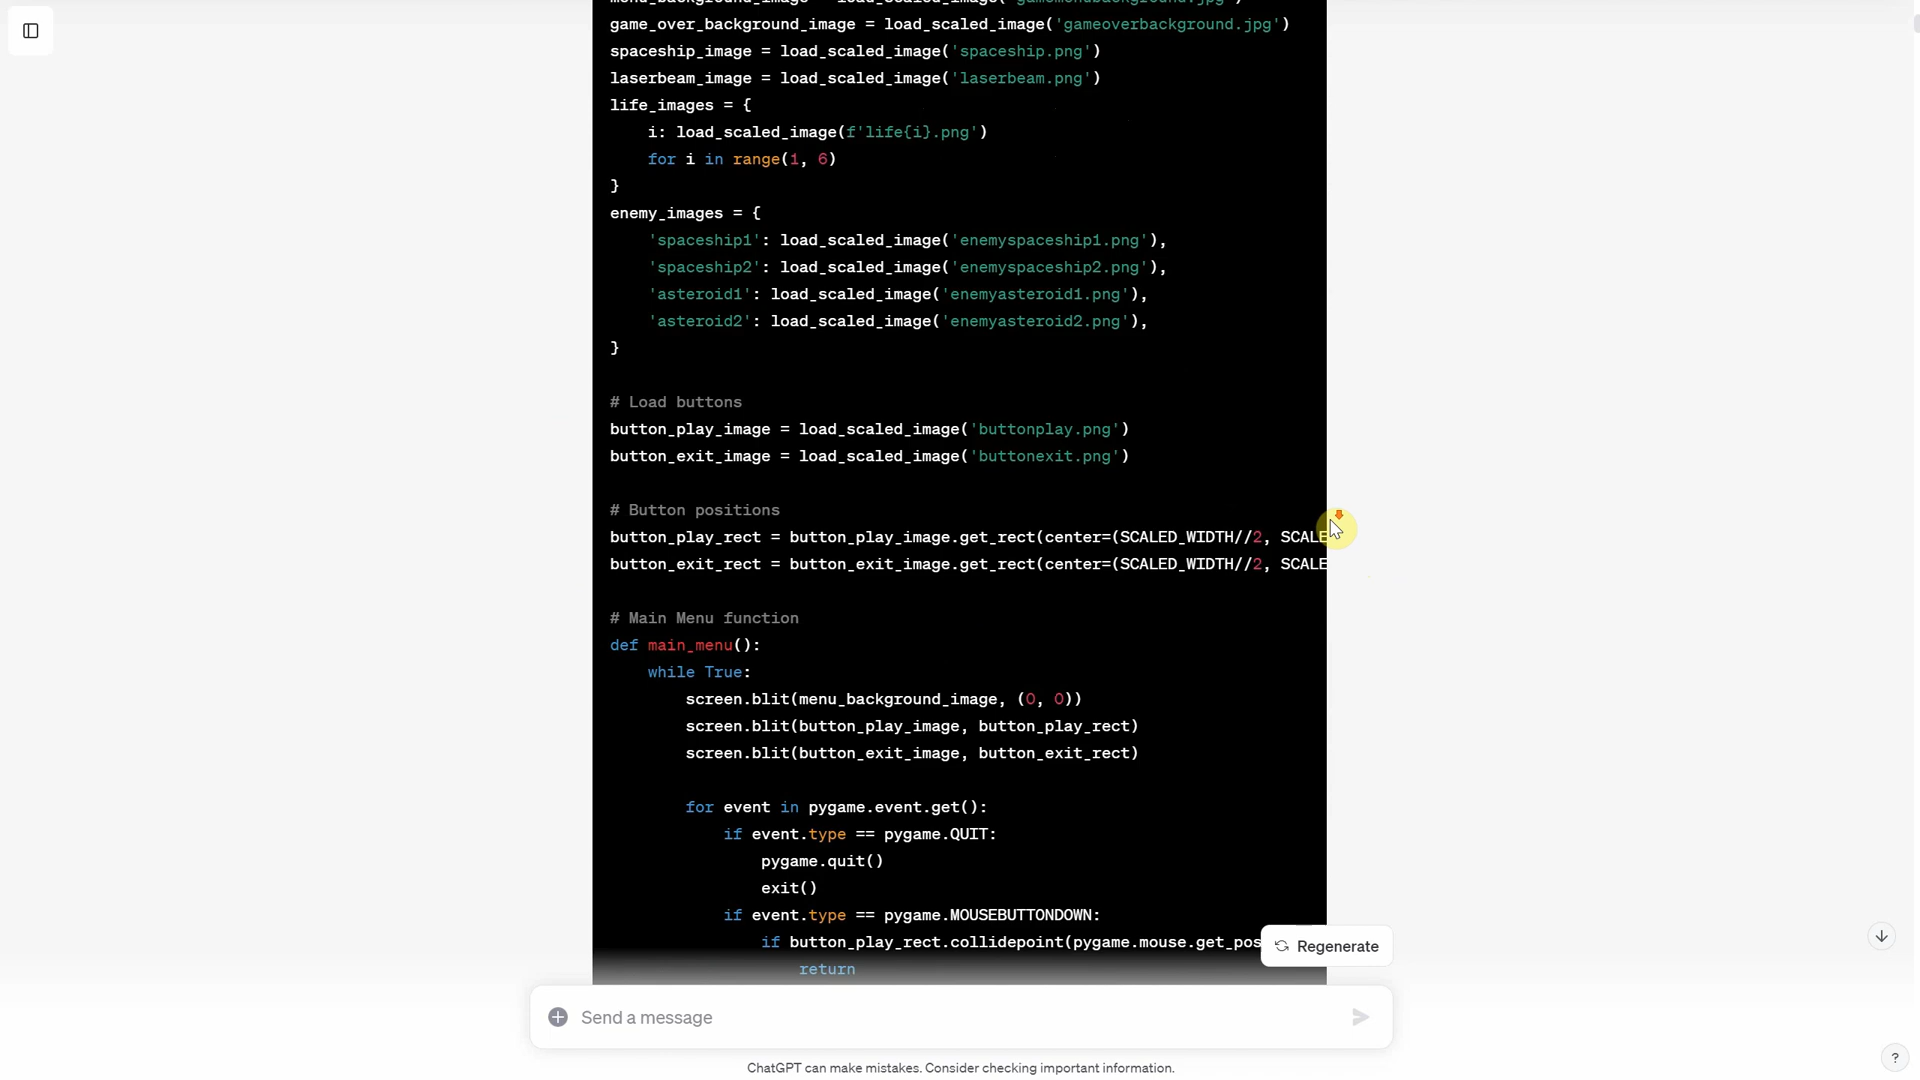 game_over_background_image = load_scaled_image('gameoverbackground.jpg')
spaceship_image = load_scaled_image('spaceship.png')
laserbeam_image = load_scaled_image('laserbeam.png')
life_images = {
    i: load_scaled_image(f'life{i}.png')
    for i in range(1, 6)
}
enemy_images = {
    'spaceship1': load_scaled_image('enemyspaceship1.png'),
    'spaceship2': load_scaled_image('enemyspaceship2.png'),
    'asteroid1': load_scaled_image('enemyasteroid1.png'),
    'asteroid2': load_scaled_image('enemyasteroid2.png'),
}
# Load buttons
button_play_image = load_scaled_image('buttonplay.png')
button_exit_image = load_scaled_image('buttonexit.png')
# Button positions
button_play_rect = button_play_image.get_rect(center=(SCALED_WIDTH//2, SCALE
button_exit_rect = button_exit_image.get_rect(center=(SCALED_WIDTH//2, SCALE
# Main Menu function
def main_menu():
    while True:
        screen.blit(menu_background_image, (0, 0))
        screen.blit(button_play_image, button_play_rect)
        screen.blit(button_exit_image, button_exit_rect)
        for event in pygame.event.get():
            if event.type == pygame.QUIT:
                pygame.quit()
                exit()
            if event.type == pygame.MOUSEBUTTONDOWN:
                if button_play_rect.collidepoint(pygame.mouse.get_pos
                    return
Regenerate
Send a message
ChatGPT can make mistakes. Consider checking important information.
?